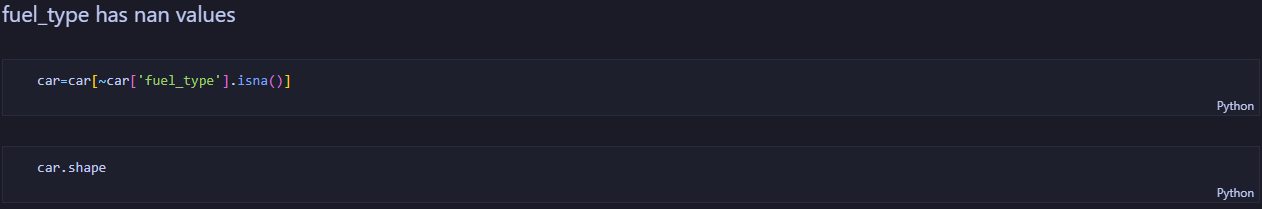 fuel_type has nan values
car=car[~car['fuel_type'].isna()]
Python
car.shape
Python